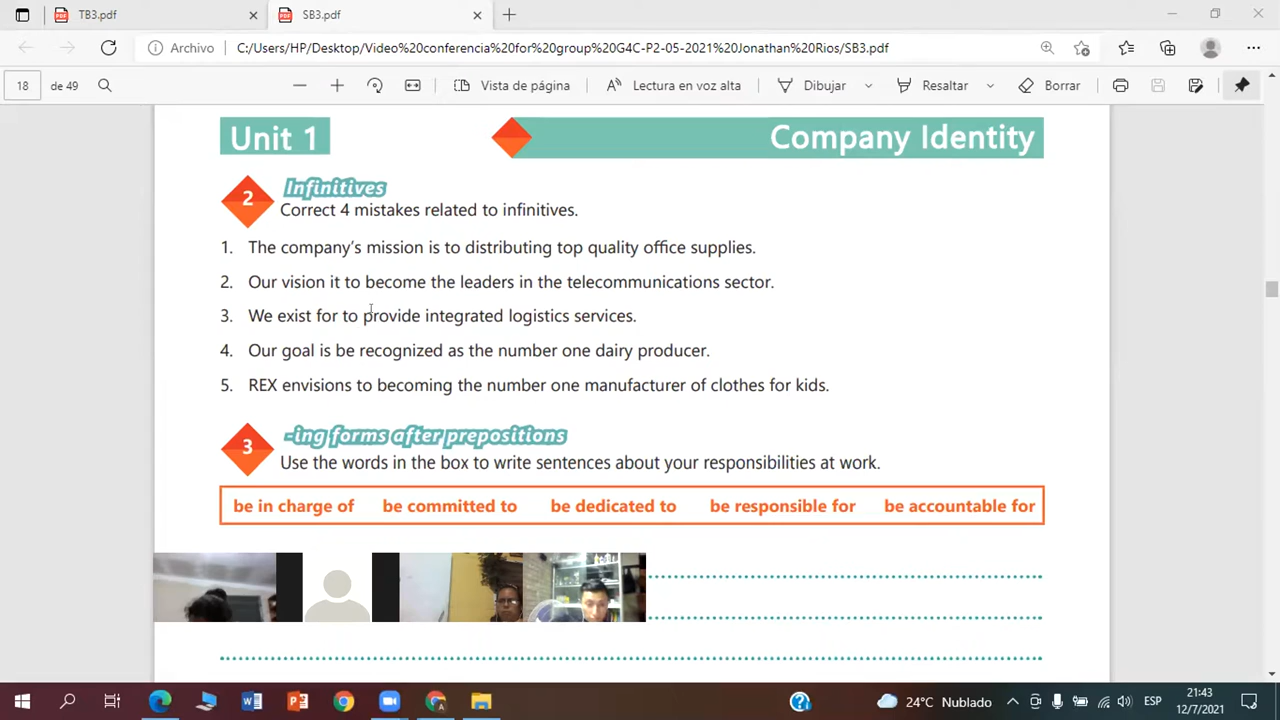 TB3.pdf
SB3.pdf
Archivo C:/Users/HP/Desktop/Video%20conferencia%20for%20group%20G4C-P2-05-2021%20Jonathan%20Rios/SB3.pdf
18 de 49 Vista de página Lectura en voz alta Dibujar Resaltar Borrar
Unit 1 Company Identity
2 Infinitives
Correct 4 mistakes related to infinitives.
1. The company's mission is to distributing top quality office supplies.
2. Our vision it to become the leaders in the telecommunications sector.
3. We exist for to provide integrated logistics services.
4. Our goal is be recognized as the number one dairy producer.
5. REX envisions to becoming the number one manufacturer of clothes for kids.
3 -ing forms after prepositions
Use the words in the box to write sentences about your responsibilities at work.
be in charge of be committed to be dedicated to be responsible for be accountable for
24°C Nublado ESP 21:43
12/7/2021